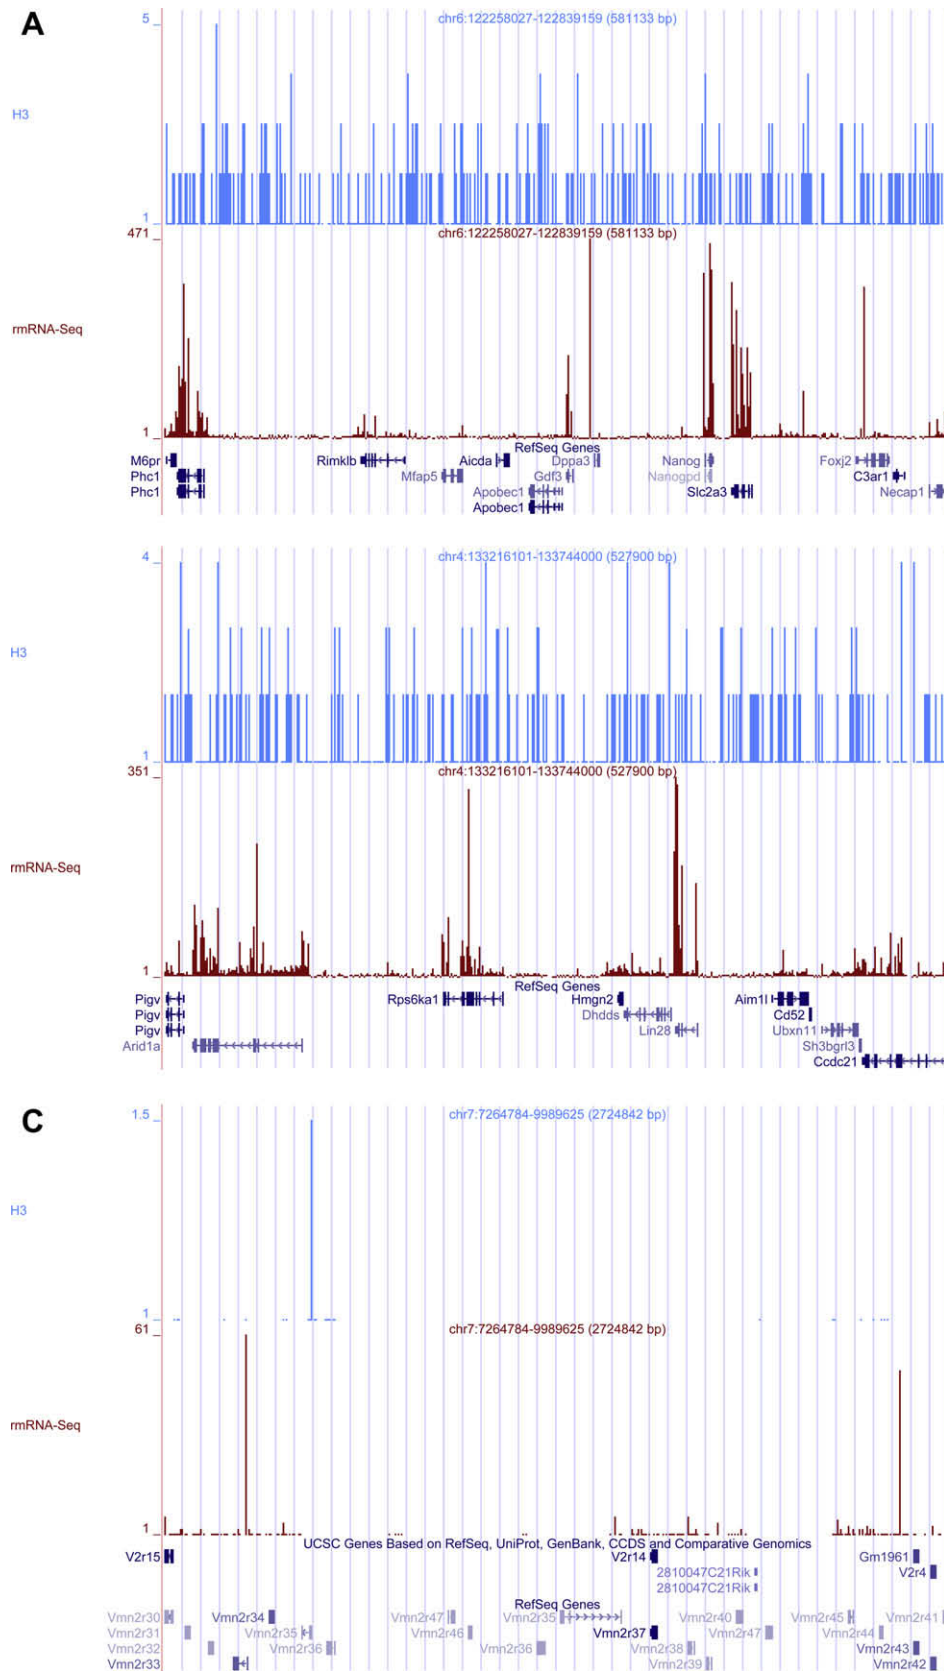 A
chr6:122258027-122839159 (581133 bp)
5
H3
1
chr6:122258027-122839159 (581133 bp)
471
rmRNA-Seq
1
RefSeq Genes
M6pr Rimklb Aicda Dppa3 Nanog Foxj2
Phc1 Mfap5 Gdf3 Nanogpd C3ar1
Phc1 Apobec1 Slc2a3 Necap1
Apobec1
chr4:133216101-133744000 (527900 bp)
4
H3
1
chr4:133216101-133744000 (527900 bp)
351
rmRNA-Seq
1
RefSeq Genes
Pigv Rps6ka1 Hmgn2 Aim1l
Pigv Dhdds Cd52
Pigv Lin28 Ubxn11
Arid1a Sh3bgrl3
Ccdc21
C
chr7:7264784-9989625 (2724842 bp)
1.5
H3
1
chr7:7264784-9989625 (2724842 bp)
61
rmRNA-Seq
1
UCSC Genes Based on RefSeq, UniProt, GenBank, CCDS and Comparative Genomics
V2r15 V2r14 Gm1961
2810047C21Rik V2r4
2810047C21Rik
RefSeq Genes
Vmn2r30 Vmn2r34 Vmn2r47 Vmn2r35 Vmn2r40 Vmn2r45 Vmn2r41
Vmn2r31 Vmn2r35 Vmn2r46 Vmn2r37 Vmn2r47 Vmn2r44
Vmn2r32 Vmn2r36 Vmn2r36 Vmn2r38 Vmn2r43
Vmn2r33 Vmn2r39 Vmn2r42